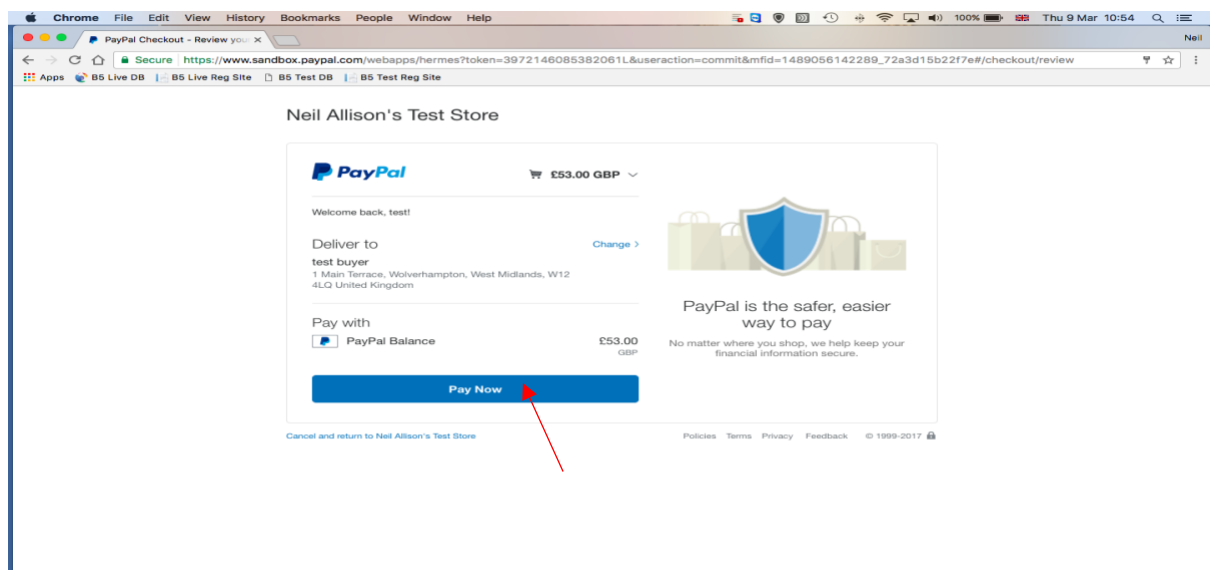 Chrome File Edit View History Bookmarks People Window Help 100% Thu 9 Mar 10:54
PayPal Checkout - Review your Neil
Secure https://www.sandbox.paypal.com/webapps/hermes?token=3972146085382061L&useraction=commit&mfid=1489056142289_72a3d15b22f7e#/checkout/review
Apps B5 Live DB B5 Live Reg Site B5 Test DB B5 Test Reg Site
Neil Allison's Test Store
PayPal £53.00 GBP
Welcome back, test!
Deliver to Change >
test buyer
1 Main Terrace, Wolverhampton, West Midlands, W12
4LQ United Kingdom
Pay with
PayPal Balance £53.00
GBP
Pay Now
Cancel and return to Neil Allison's Test Store
PayPal is the safer, easier
way to pay
No matter where you shop, we help keep your
financial information secure.
Policies Terms Privacy Feedback © 1999-2017